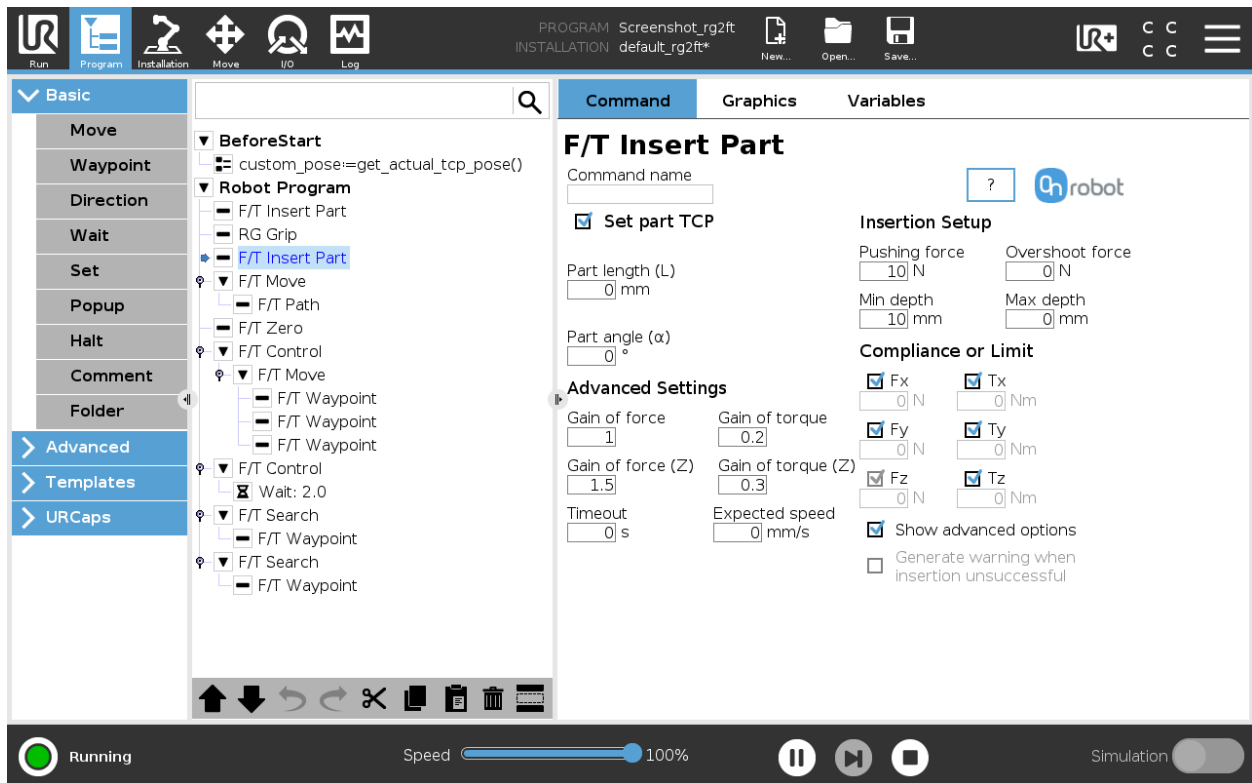 PROGRAM Screenshot_rg2ft
INSTALLATION default_rg2ft*
UR
Run
Program
Installation
Move
I/O
Log
New...
Open...
Save...
UR+
C C
C C
Basic
Move
Waypoint
Direction
Wait
Set
Popup
Halt
Comment
Folder
Advanced
Templates
URCaps
BeforeStart
custom_pose≔get_actual_tcp_pose()
Robot Program
F/T Insert Part
RG Grip
F/T Insert Part
F/T Move
F/T Path
F/T Zero
F/T Control
F/T Move
F/T Waypoint
F/T Waypoint
F/T Waypoint
F/T Control
Wait: 2.0
F/T Search
F/T Waypoint
F/T Search
F/T Waypoint
Command Graphics Variables
F/T Insert Part
Command name
?
On robot
Set part TCP
Part length (L)
0 mm
Part angle (α)
0 °
Advanced Settings
Gain of force Gain of torque
1 0.2
Gain of force (Z) Gain of torque (Z)
1.5 0.3
Timeout Expected speed
0 s 0 mm/s
Insertion Setup
Pushing force Overshoot force
10 N 0 N
Min depth Max depth
10 mm 0 mm
Compliance or Limit
Fx Tx
0 N 0 Nm
Fy Ty
0 N 0 Nm
Fz Tz
0 N 0 Nm
Show advanced options
Generate warning when
insertion unsuccessful
Running
Speed 100%
Simulation